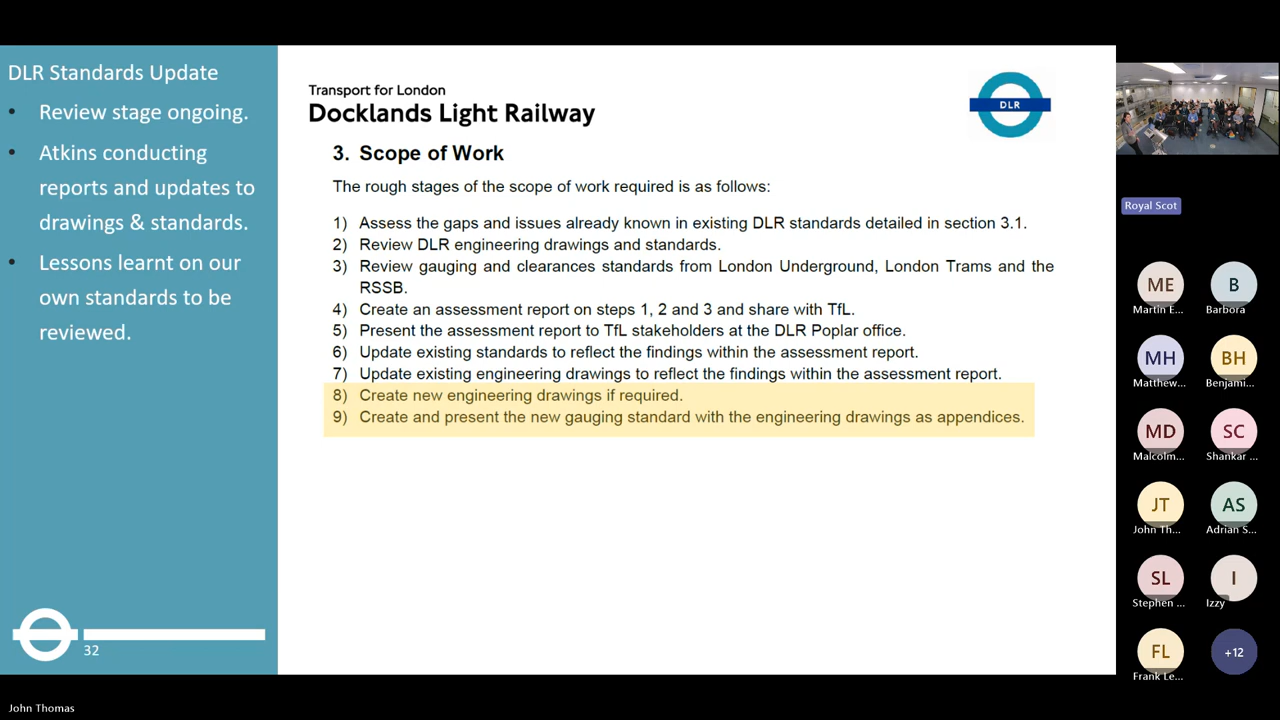 DLR Standards Update
• Review stage ongoing.
• Atkins conducting
reports and updates to
drawings & standards.
• Lessons learnt on our
own standards to be
reviewed.
32
Transport for London
Docklands Light Railway
DLR
3. Scope of Work
The rough stages of the scope of work required is as follows:
1) Assess the gaps and issues already known in existing DLR standards detailed in section 3.1.
2) Review DLR engineering drawings and standards.
3) Review gauging and clearances standards from London Underground, London Trams and the
RSSB.
4) Create an assessment report on steps 1, 2 and 3 and share with TfL.
5) Present the assessment report to TfL stakeholders at the DLR Poplar office.
6) Update existing standards to reflect the findings within the assessment report.
7) Update existing engineering drawings to reflect the findings within the assessment report.
8) Create new engineering drawings if required.
9) Create and present the new gauging standard with the engineering drawings as appendices.
Royal Scot
ME
Martin E...
B
Barbora
MH
Matthew...
BH
Benjami...
MD
Malcolm...
SC
Shankar ...
JT
John Th...
AS
Adrian S...
SL
Stephen ...
I
Izzy
FL
Frank Le...
+12
John Thomas